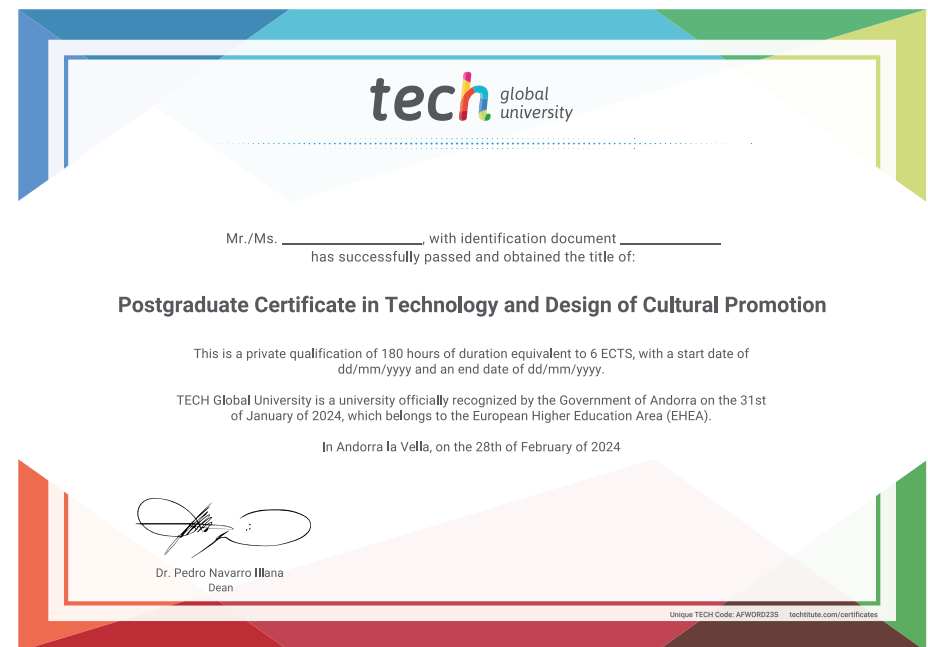 tech global university
Mr./Ms. ____________, with identification document ____________
has successfully passed and obtained the title of:
Postgraduate Certificate in Technology and Design of Cultural Promotion
This is a private qualification of 180 hours of duration equivalent to 6 ECTS, with a start date of
dd/mm/yyyy and an end date of dd/mm/yyyy.
TECH Global University is a university officially recognized by the Government of Andorra on the 31st
of January of 2024, which belongs to the European Higher Education Area (EHEA).
In Andorra la Vella, on the 28th of February of 2024
Dr. Pedro Navarro Illana
Dean
Unique TECH Code: AFWORD23S techtitute.com/certificates